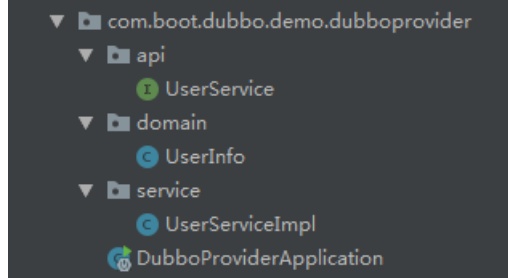 com.boot.dubbo.demo.dubboprovider
api
I UserService
domain
C UserInfo
service
C UserServiceImpl
DubboProviderApplication